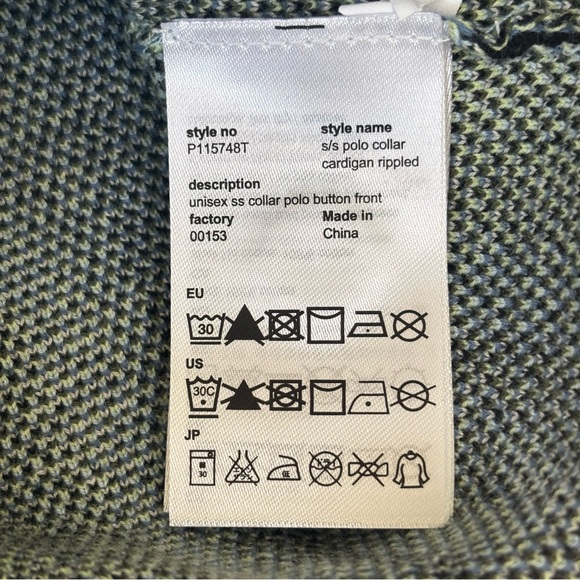 style no
style name
P115748T
s/s polo collar
cardigan rippled
description
unisex ss collar polo button front
factory
Made in
00153
China
EU
30
US
30C
JP
30
低